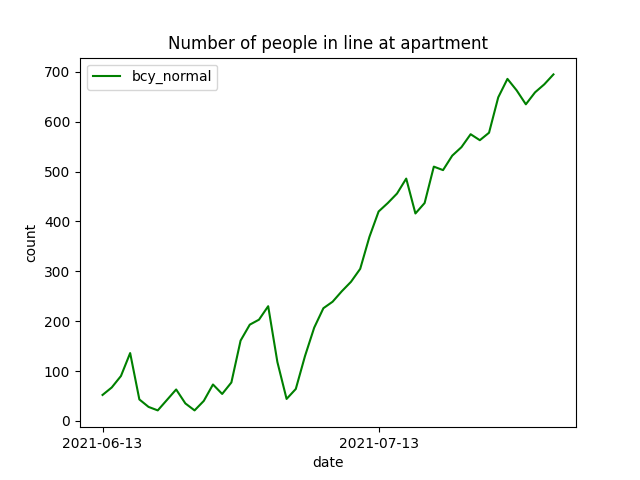 Number of people in line at apartment
bcy_normal
700
600
500
400
300
200
100
0
count
2021-06-13
2021-07-13
date